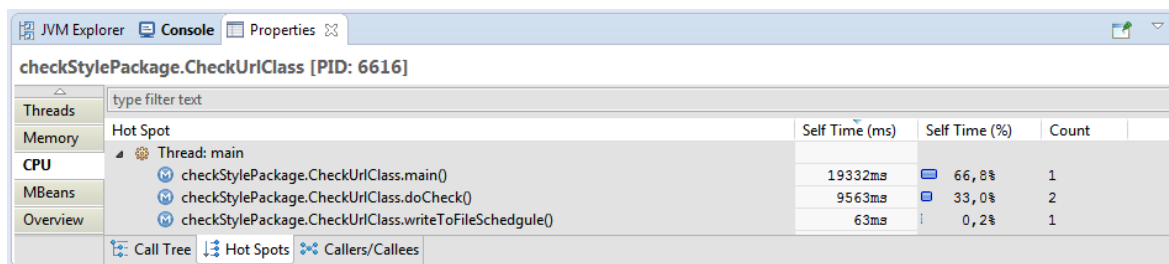 JVM Explorer Console Properties
checkStylePackage.CheckUrlClass [PID: 6616]
Threads
Memory
CPU
MBeans
Overview
type filter text
Hot Spot Self Time (ms) Self Time (%) Count
Thread: main
checkStylePackage.CheckUrlClass.main() 19332ms 66,8% 1
checkStylePackage.CheckUrlClass.doCheck() 9563ms 33,0% 2
checkStylePackage.CheckUrlClass.writeToFileSchedgule() 63ms 0,2% 1
Call Tree Hot Spots Callers/Callees